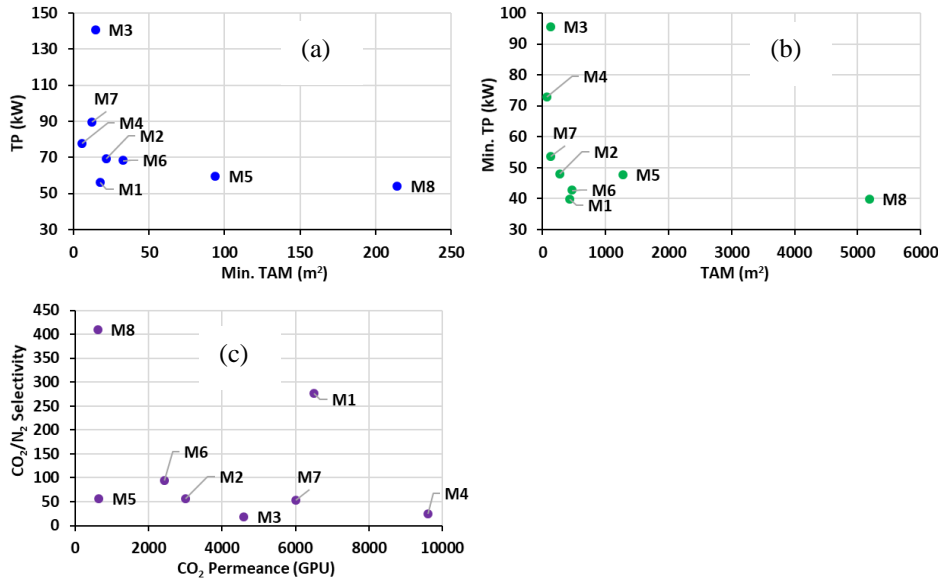 150
130
110
90
70
50
30
TP (kW)
(a)
M3
M7
M4
M2
M6
M1
M5
M8
0
50
100
150
200
250
Min. TAM (m²)
100
90
80
70
60
50
40
30
Min. TP (kW)
(b)
M3
M4
M7
M2
M5
M6
M1
M8
0
1000
2000
3000
4000
5000
6000
TAM (m²)
450
400
350
300
250
200
150
100
50
0
CO₂/N₂ Selectivity
(c)
M8
M1
M6
M2
M7
M5
M3
M4
0
2000
4000
6000
8000
10000
CO₂ Permeance (GPU)